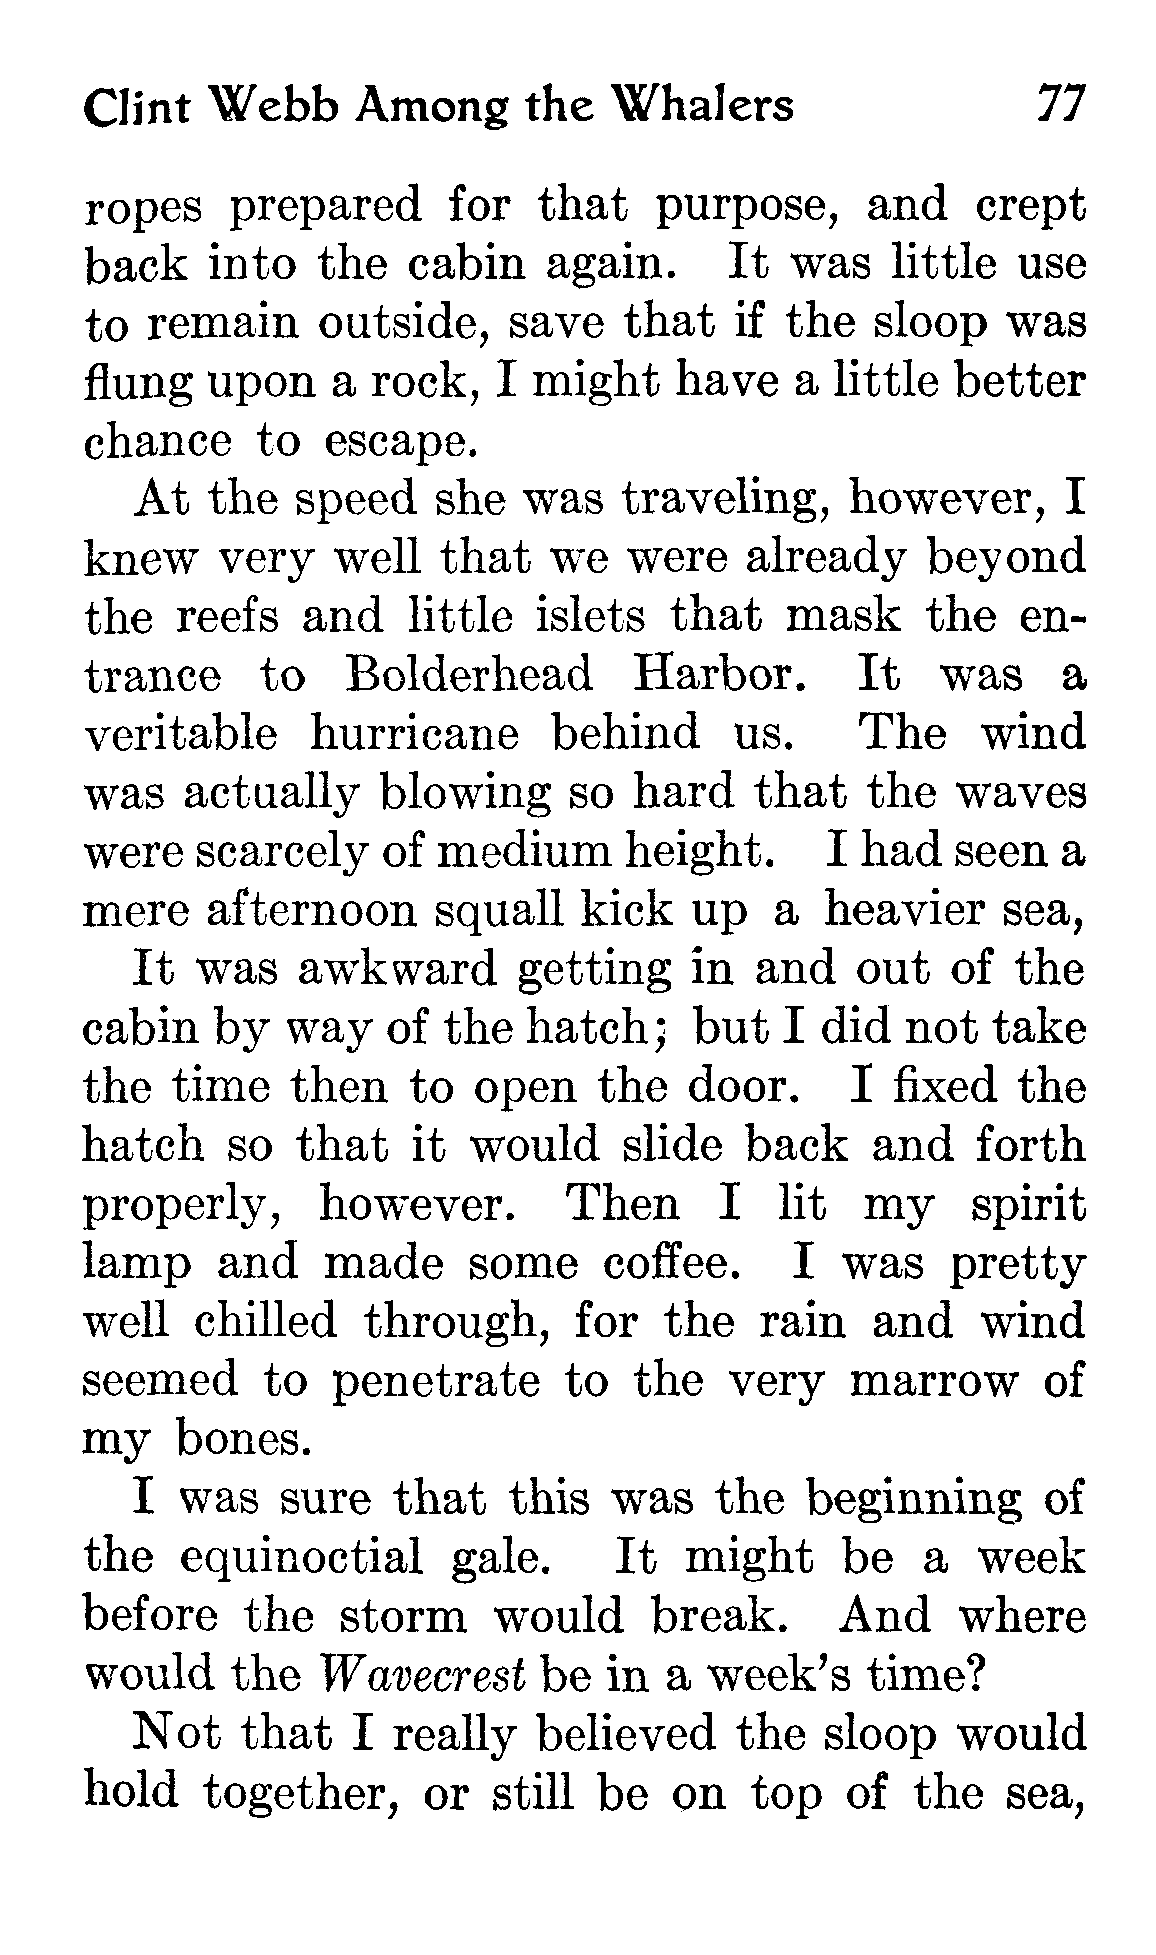 Clint Webb Among the Whalers 77
ropes prepared for that purpose, and crept
back into the cabin again. It was little use
to remain outside, save that if the sloop was
flung upon a rock, I might have a little better
chance to escape.
At the speed she was traveling, however, I
knew very well that we were already beyond
the reefs and little islets that mask the en-
trance to Bolderhead Harbor. It was a
veritable hurricane behind us. The wind
was actually blowing so hard that the waves
were scarcely of medium height. I had seen a
mere afternoon squall kick up a heavier sea,
It was awkward getting in and out of the
cabin by way of the hatch; but I did not take
the time then to open the door. I fixed the
hatch so that it would slide back and forth
properly, however. Then I lit my spirit
lamp and made some coffee. I was pretty
well chilled through, for the rain and wind
seemed to penetrate to the very marrow of
my bones.
I was sure that this was the beginning of
the equinoctial gale. It might be a week
before the storm would break. And where
would the Wavecrest be in a week's time?
Not that I really believed the sloop would
hold together, or still be on top of the sea,